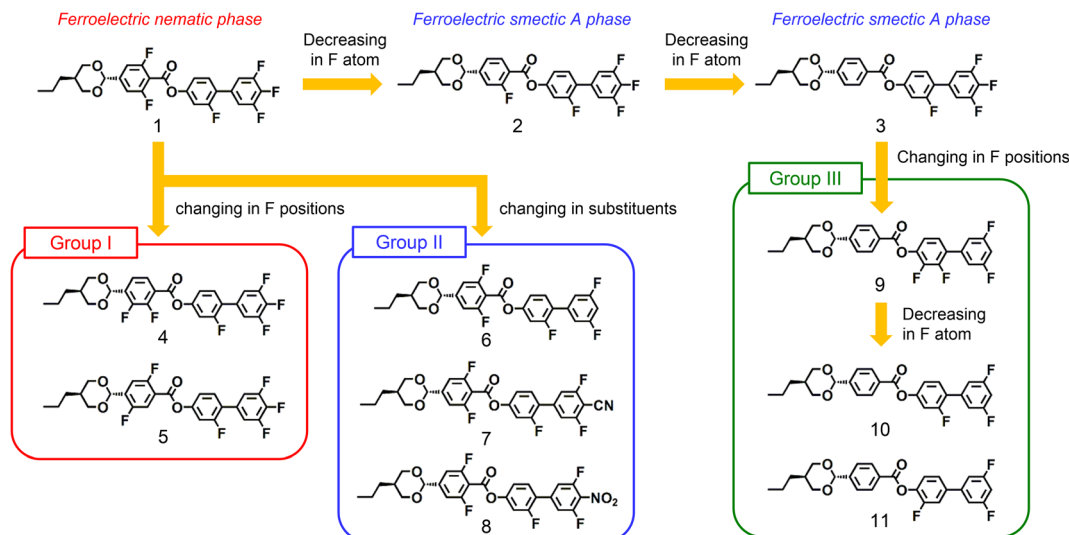 Ferroelectric nematic phase
Ferroelectric smectic A phase
Ferroelectric smectic A phase
Decreasing
in F atom
Decreasing
in F atom
O O F F O O F F F F
1
O O F O O F F F F
2
O O O O F F F F
3
changing in F positions
changing in substituents
Changing in F positions
Group I
Group II
Group III
O O F F O O F F F F
4
O O F F O O F F F F
5
O O F F O O F F F
6
O O F F O O F F CN F
7
O O F F O O F F NO2 F
8
O O O O F F F F
9
Decreasing
in F atom
O O O O F F F
10
O O O O F F F
11